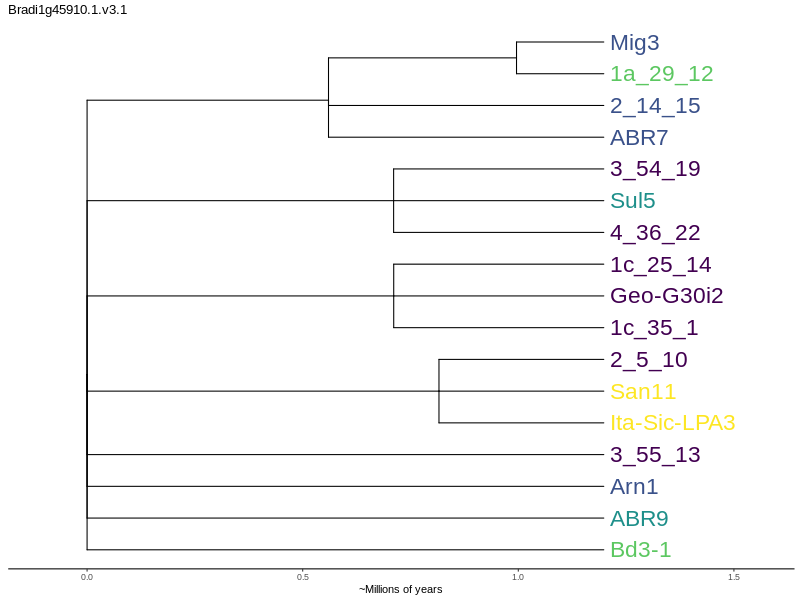 Bradi1g45910.1.v3.1
Mig3
1a_29_12
2_14_15
ABR7
3_54_19
Sul5
4_36_22
1c_25_14
Geo-G30i2
1c_35_1
2_5_10
San11
Ita-Sic-LPA3
3_55_13
Arn1
ABR9
Bd3-1
0.0 0.5 1.0 1.5
~Millions of years